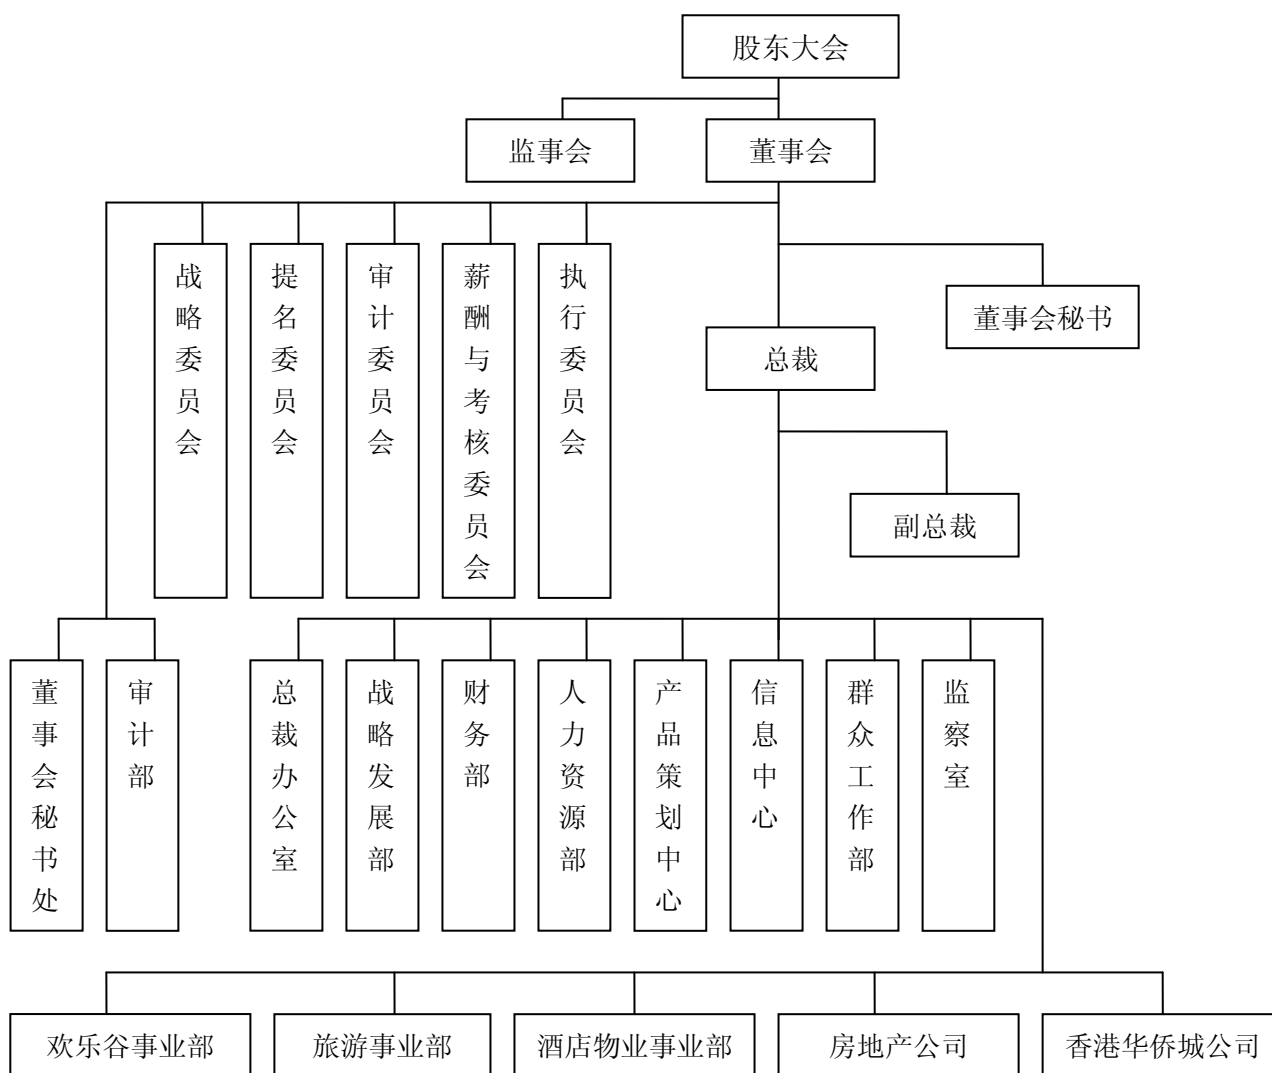 股东大会
监事会
董事会
战略委员会
提名委员会
审计委员会
薪酬与考核委员会
执行委员会
董事会秘书
总裁
副总裁
董事会秘书处
审计部
总裁办公室
战略发展部
财务部
人力资源部
产品策划中心
信息中心
群众工作部
监察室
欢乐谷事业部
旅游事业部
酒店物业事业部
房地产公司
香港华侨城公司